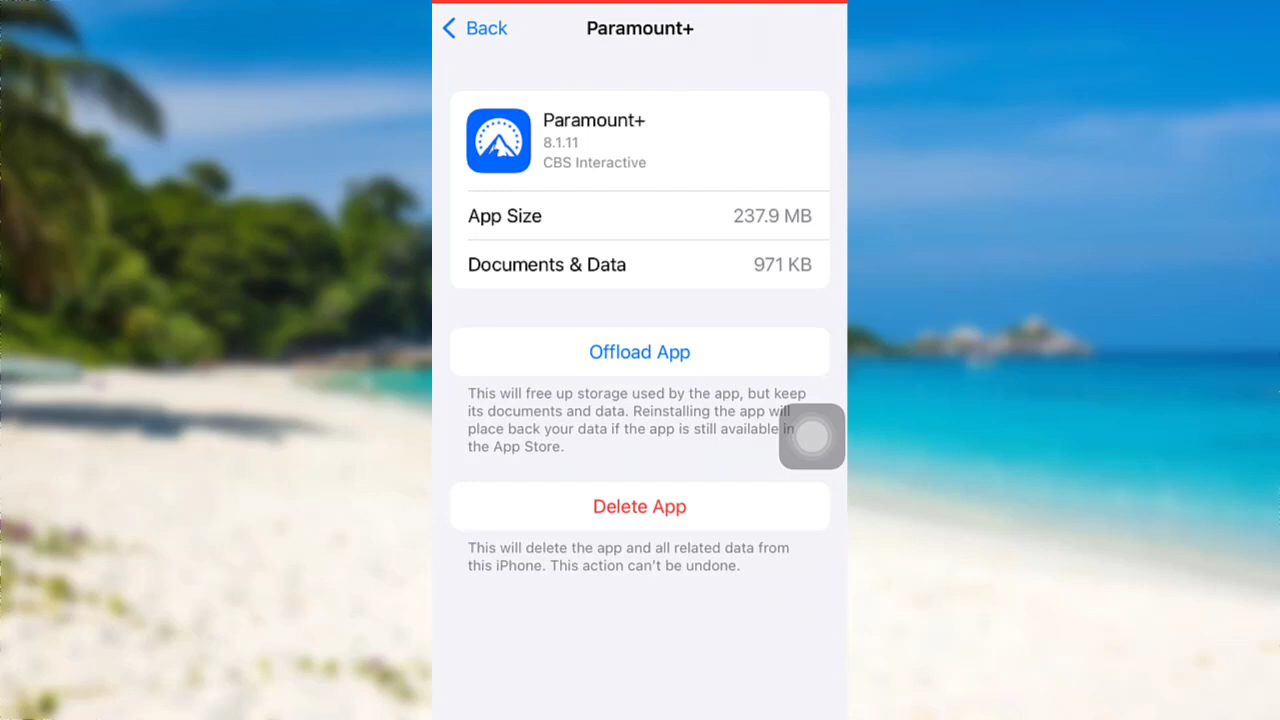 Back
Paramount+
Paramount+
8.1.11
CBS Interactive
App Size 237.9 MB
Documents & Data 971 KB
Offload App
This will free up storage used by the app, but keep
its documents and data. Reinstalling the app will
place back your data if the app is still available in
the App Store.
Delete App
This will delete the app and all related data from
this iPhone. This action can't be undone.